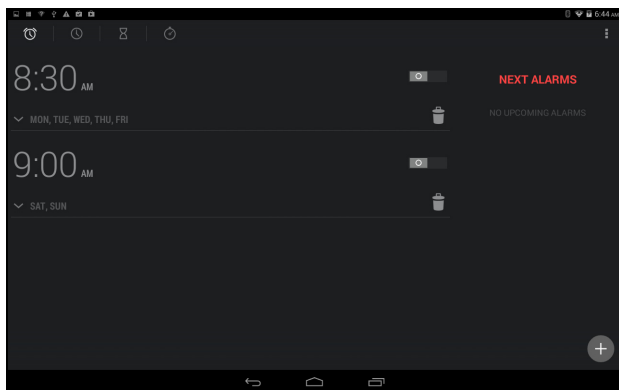 6:44 AM
8:30 AM
MON, TUE, WED, THU, FRI
9:00 AM
SAT, SUN
NEXT ALARMS
NO UPCOMING ALARMS